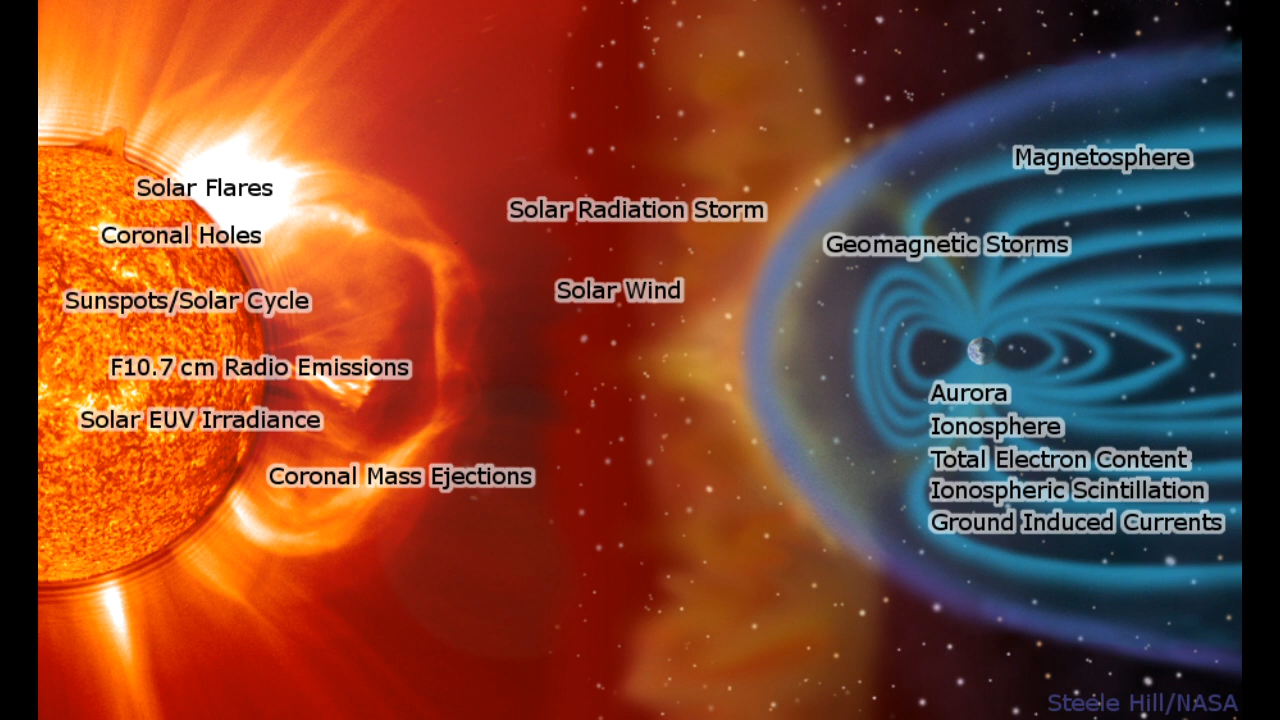 Solar Flares
Coronal Holes
Sunspots/Solar Cycle
F10.7 cm Radio Emissions
Solar EUV Irradiance
Coronal Mass Ejections
Solar Radiation Storm
Solar Wind
Magnetosphere
Geomagnetic Storms
Aurora
Ionosphere
Total Electron Content
Ionospheric Scintillation
Ground Induced Currents
Steele Hill/NASA